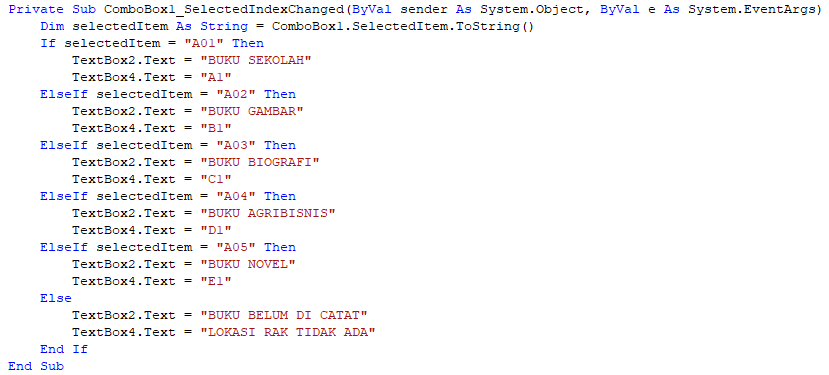 Private Sub ComboBox1_SelectedIndexChanged(ByVal sender As System.Object, ByVal e As System.EventArgs)
    Dim selectedItem As String = ComboBox1.SelectedItem.ToString()
    If selectedItem = "A01" Then
        TextBox2.Text = "BUKU SEKOLAH"
        TextBox4.Text = "A1"
    ElseIf selectedItem = "A02" Then
        TextBox2.Text = "BUKU GAMBAR"
        TextBox4.Text = "B1"
    ElseIf selectedItem = "A03" Then
        TextBox2.Text = "BUKU BIOGRAFI"
        TextBox4.Text = "C1"
    ElseIf selectedItem = "A04" Then
        TextBox2.Text = "BUKU AGRIBISNIS"
        TextBox4.Text = "D1"
    ElseIf selectedItem = "A05" Then
        TextBox2.Text = "BUKU NOVEL"
        TextBox4.Text = "E1"
    Else
        TextBox2.Text = "BUKU BELUM DI CATAT"
        TextBox4.Text = "LOKASI RAK TIDAK ADA"
    End If
End Sub